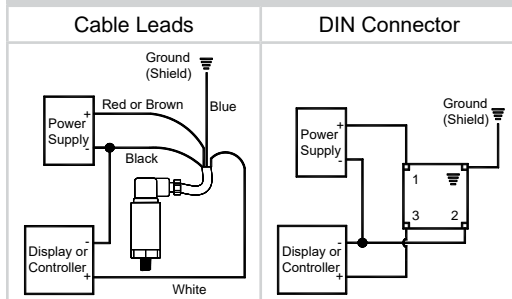 Cable Leads
Ground
(Shield)
Red or Brown
Blue
+
Power
Supply
-
Black
-
Display or
Controller
+
White
DIN Connector
Ground
(Shield)
+
Power
Supply
-
1
3 2
-
Display or
Controller
+